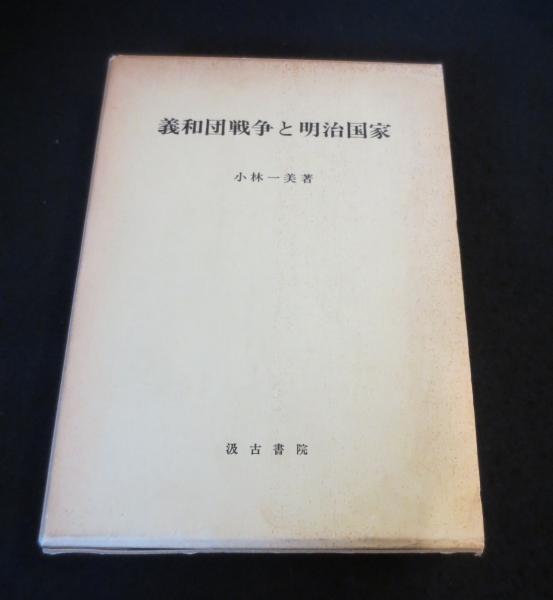 義和団戦争と明治国家
小林一美著
汲古書院